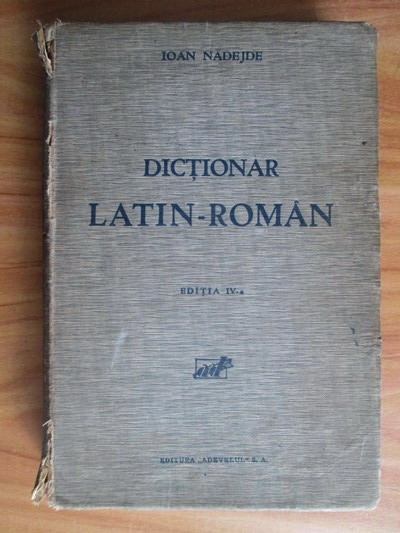 IOAN NĂDEJDE
DICȚIONAR
LATIN-ROMÂN
EDIȚIA IV-a
EDITURA „ADEVERUL" S. A.